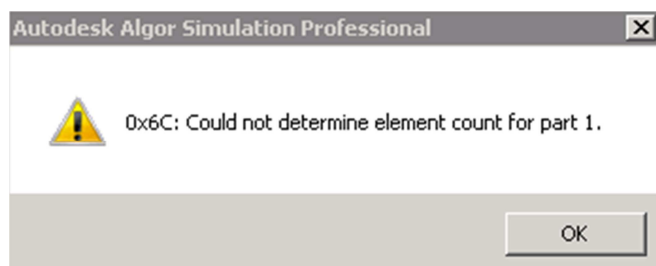 Autodesk Algor Simulation Professional
0x6C: Could not determine element count for part 1.
OK